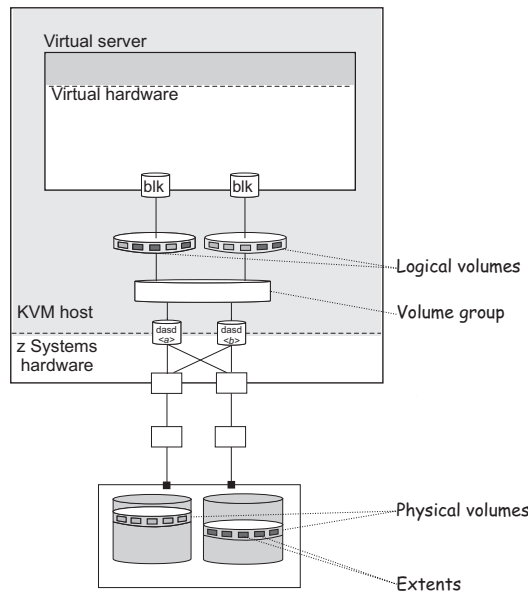 Virtual server
Virtual hardware
blk
blk
Logical volumes
Volume group
KVM host
dasd
<a>
dasd
<b>
z Systems
hardware
Physical volumes
Extents